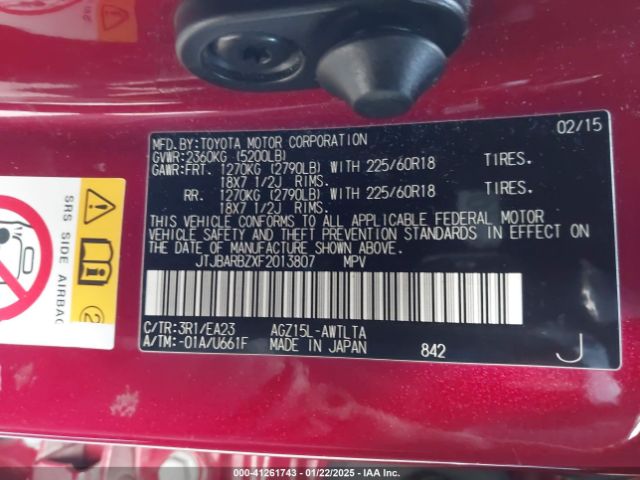 MFD.BY:TOYOTA MOTOR CORPORATION 02/15
GVWR:2360KG (5200LB)
GAWR:FRT. 1270KG (2790LB) WITH 225/60R18 TIRES.
18X7 1/2J RIMS.
RR. 1270KG (2790LB) WITH 225/60R18 TIRES.
18X7 1/2J RIMS.
THIS VEHICLE CONFORMS TO ALL APPLICABLE FEDERAL MOTOR
VEHICLE SAFETY AND THEFT PREVENTION STANDARDS IN EFFECT ON
THE DATE OF MANUFACTURE SHOWN ABOVE.
JTJBARBZXF2013807 MPV
C/TR:3R1/EA23 AGZ15L-AWTLTA
A/TM:-01A/U661F MADE IN JAPAN 842 J
SRS SIDE AIRBAG
2
000-41261743 - 01/22/2025 - IAA Inc.